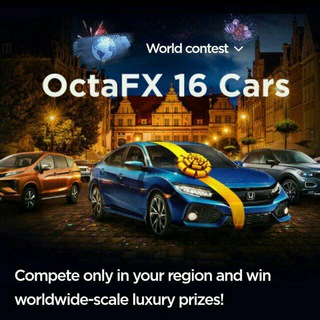 World contest
OctaFX 16 Cars
Compete only in your region and win
worldwide-scale luxury prizes!